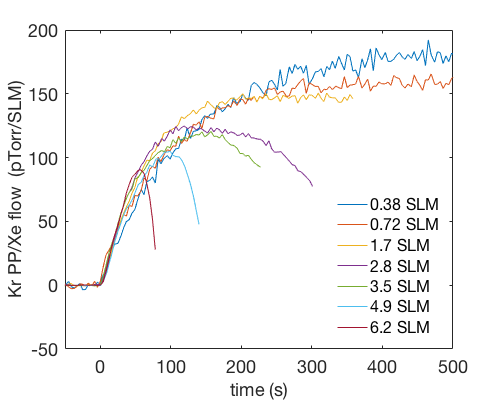 200
150
100
50
0
-50
Kr PP/Xe flow (pTorr/SLM)
0.38 SLM
0.72 SLM
1.7 SLM
2.8 SLM
3.5 SLM
4.9 SLM
6.2 SLM
0 100 200 300 400 500
time (s)